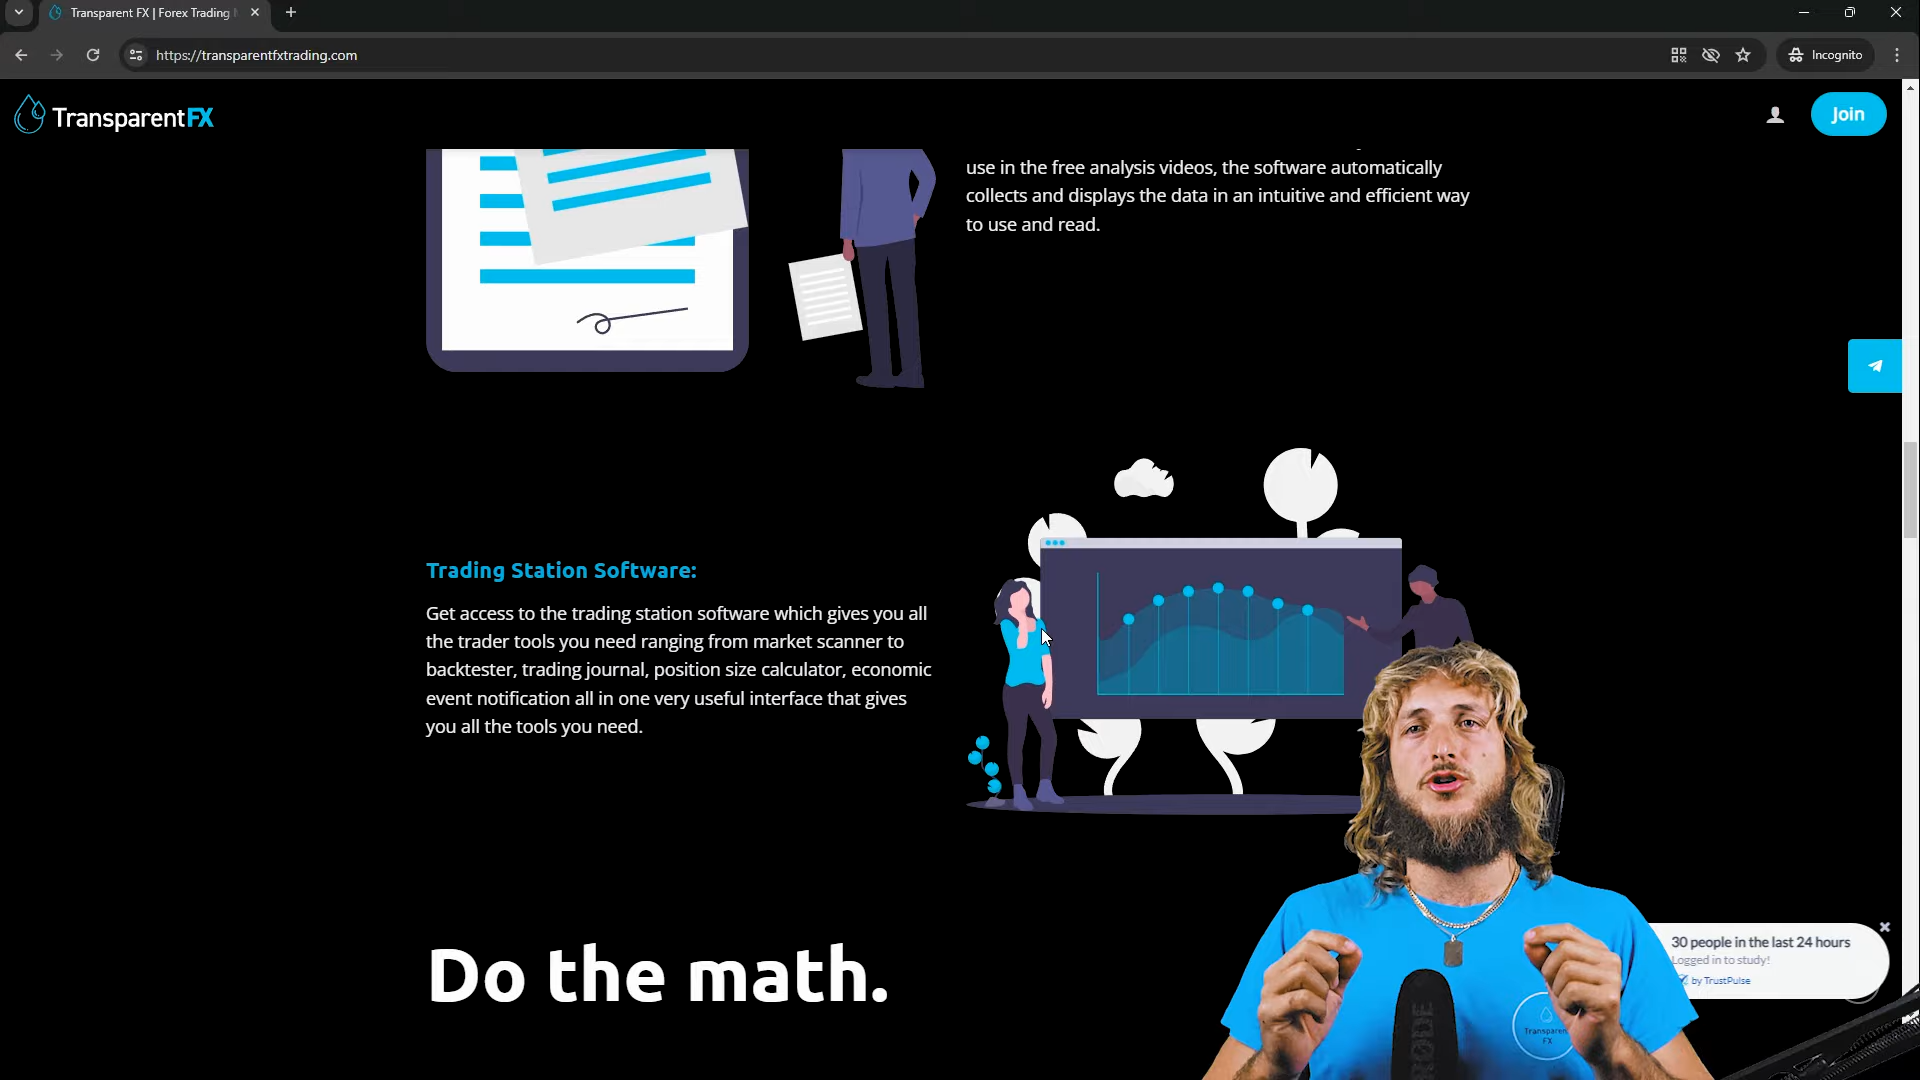 Transparent FX | Forex Trading
https://transparentfxtrading.com
Incognito
TransparentFX
Join
use in the free analysis videos, the software automatically
collects and displays the data in an intuitive and efficient way
to use and read.
Trading Station Software:
Get access to the trading station software which gives you all
the trader tools you need ranging from market scanner to
backtester, trading journal, position size calculator, economic
event notification all in one very useful interface that gives
you all the tools you need.
Do the math.
30 people in the last 24 hours
Logged in to study!
by TrustPulse
RODE
Transparent
FX